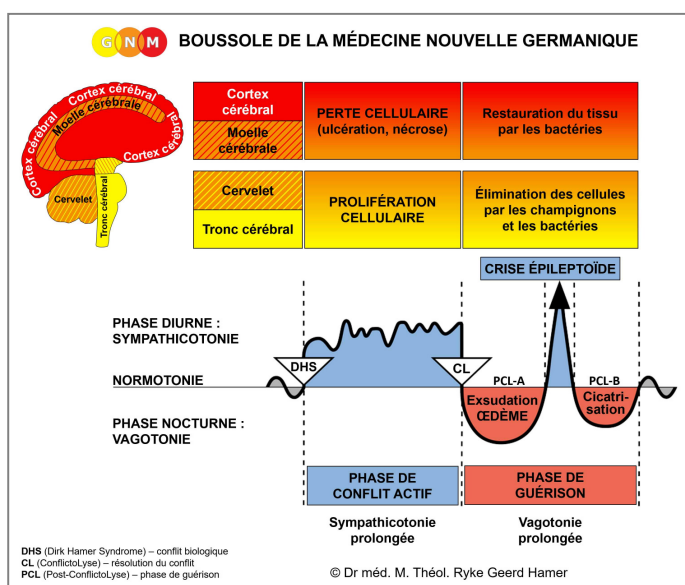 G N M BOUSSOLE DE LA MÉDECINE NOUVELLE GERMANIQUE
Cortex cérébral
Moelle cérébrale
Cortex cérébral
Cortex cérébral
Cortex cérébral
Cervelet
Tronc cérébral
Cortex
cérébral
Moelle
cérébrale
PERTE CELLULAIRE
(ulcération, nécrose)
Restauration du tissu
par les bactéries
Cervelet
Tronc cérébral
PROLIFÉRATION
CELLULAIRE
Élimination des cellules
par les champignons
et les bactéries
CRISE ÉPILEPTOÏDE
PHASE DIURNE :
SYMPATHICOTONIE
DHS
CL
NORMOTONIE
PCL-A
PCL-B
Exsudation
ŒDÈME
Cicatri-
sation
PHASE NOCTURNE :
VAGOTONIE
PHASE DE
CONFLIT ACTIF
PHASE DE
GUÉRISON
Sympathicotonie
prolongée
Vagotonie
prolongée
DHS (Dirk Hamer Syndrome) – conflit biologique
CL (ConflictoLyse) – résolution du conflit
PCL (Post-ConflictoLyse) – phase de guérison
© Dr méd. M. Théol. Ryke Geerd Hamer